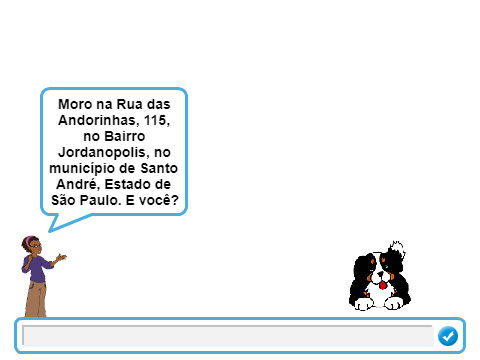 Moro na Rua das
Andorinhas, 115,
no Bairro
Jordanopolis, no
município de Santo
André, Estado de
São Paulo. E você?